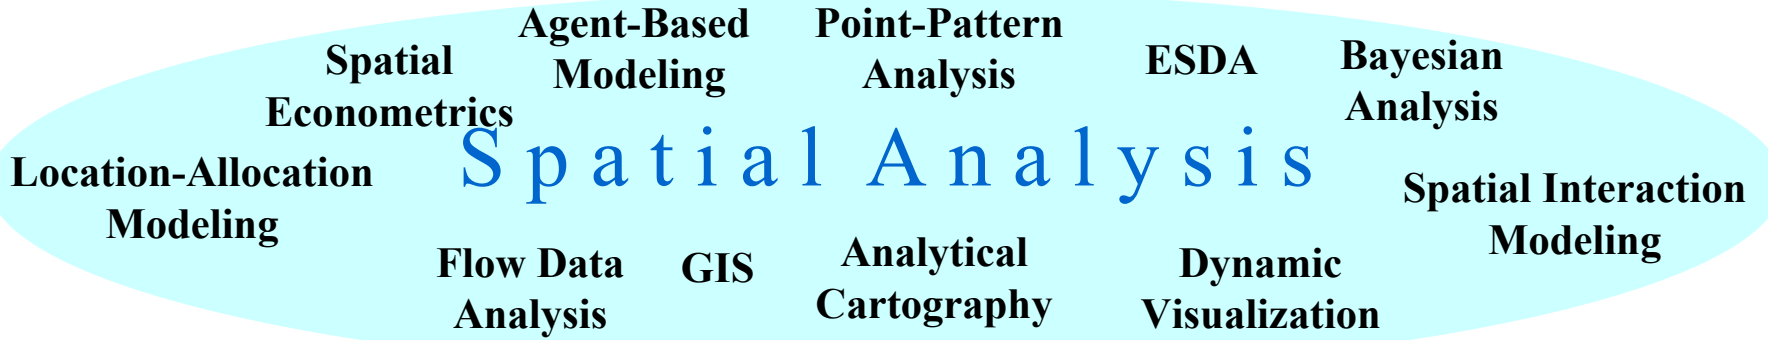 Agent-Based
Modeling
Point-Pattern
Analysis
Spatial
Econometrics
ESDA
Bayesian
Analysis
Spatial Analysis
Location-Allocation
Modeling
Spatial Interaction
Modeling
Flow Data
Analysis
GIS
Analytical
Cartography
Dynamic
Visualization